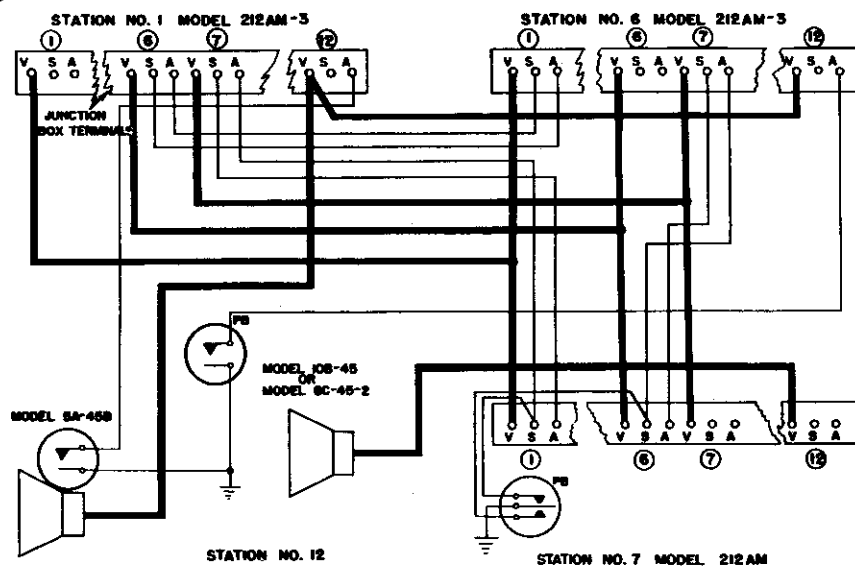 STATION NO. 1 MODEL 212AM-3
1 6 7 12
V S A V S A V S A V S A
JUNCTION
BOX TERMINALS
STATION NO. 6 MODEL 212AM-3
1 6 7 12
V S A V S A V S A V S A
PB
MODEL 10B-45
OR
MODEL 6C-45-2
MODEL 5A-45B
STATION NO. 12
V S A V S A V S A V S A
1 6 7 12
PB
STATION NO. 7 MODEL 212AM